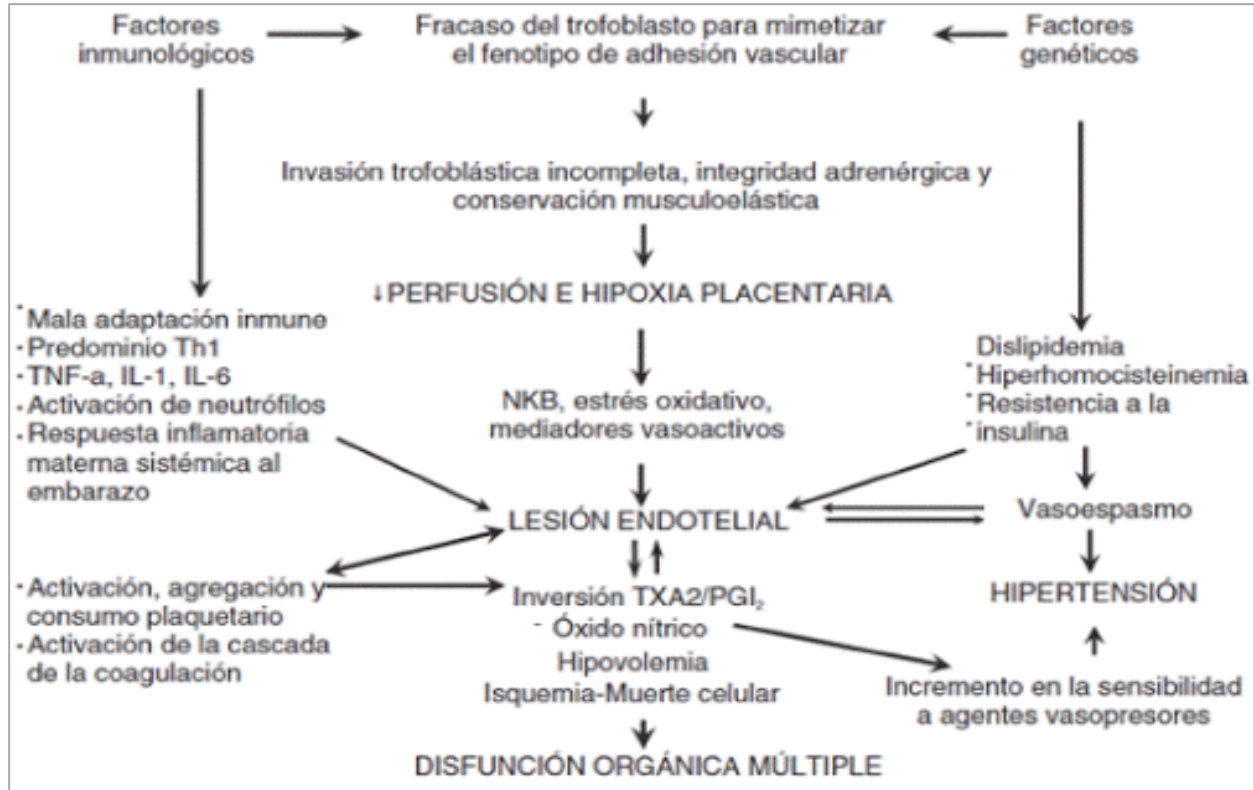 Factores
inmunológicos
Fracaso del trofoblasto para mimetizar
el fenotipo de adhesión vascular
Factores
genéticos
Invasión trofoblástica incompleta, integridad adrenérgica y
conservación musculoelástica
↓PERFUSIÓN E HIPOXIA PLACENTARIA
· Mala adaptación inmune
· Predominio Th1
· TNF-a, IL-1, IL-6
· Activación de neutrófilos
· Respuesta inflamatoria
materna sistémica al
embarazo
NKB, estrés oxidativo,
mediadores vasoactivos
Dislipidemia
· Hiperhomocisteinemia
· Resistencia a la
· insulina
LESIÓN ENDOTELIAL
Vasoespasmo
· Activación, agregación y
consumo plaquetario
· Activación de la cascada
de la coagulación
Inversión TXA2/PGI₂
- Óxido nítrico
Hipovolemia
Isquemia-Muerte celular
HIPERTENSIÓN
Incremento en la sensibilidad
a agentes vasopresores
DISFUNCIÓN ORGÁNICA MÚLTIPLE